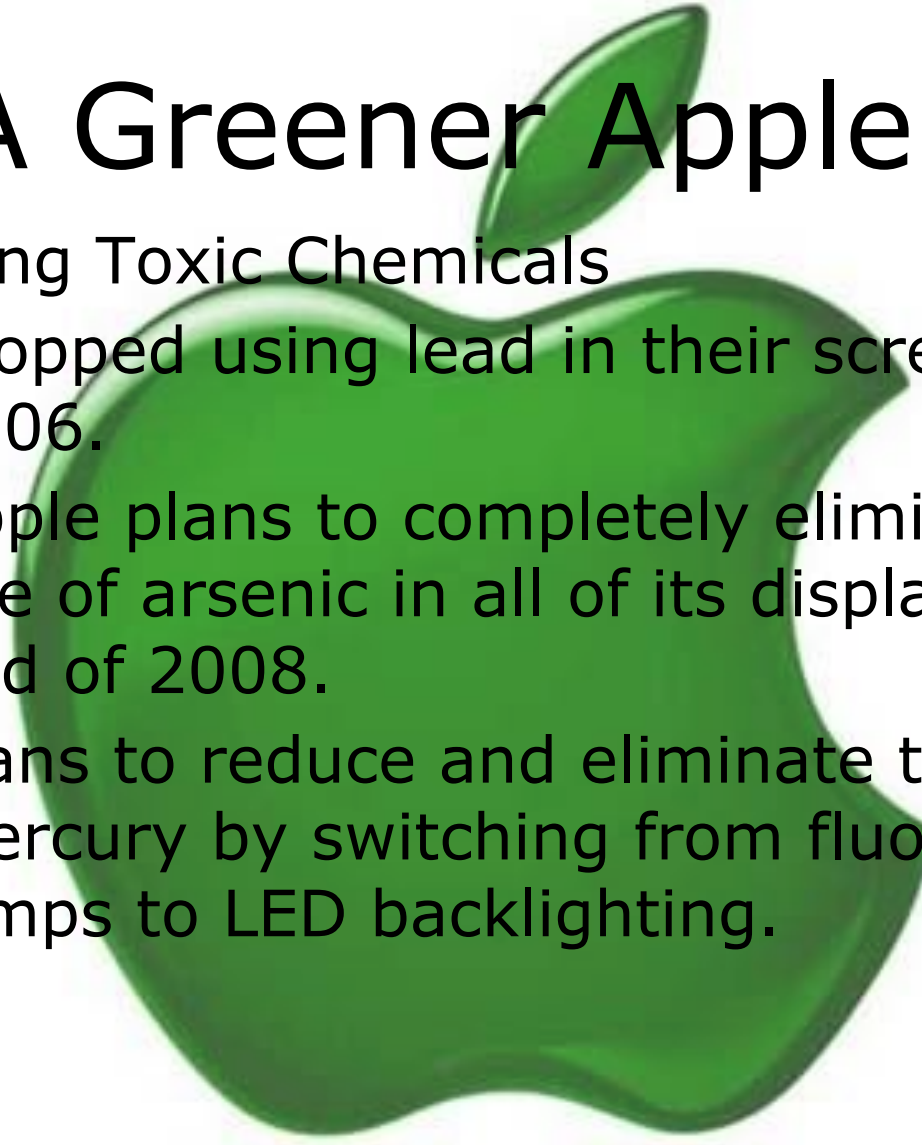 A Greener Apple
ng Toxic Chemicals
opped using lead in their scre
06.
ple plans to completely elimi
e of arsenic in all of its displa
d of 2008.
ans to reduce and eliminate t
ercury by switching from fluo
mps to LED backlighting.